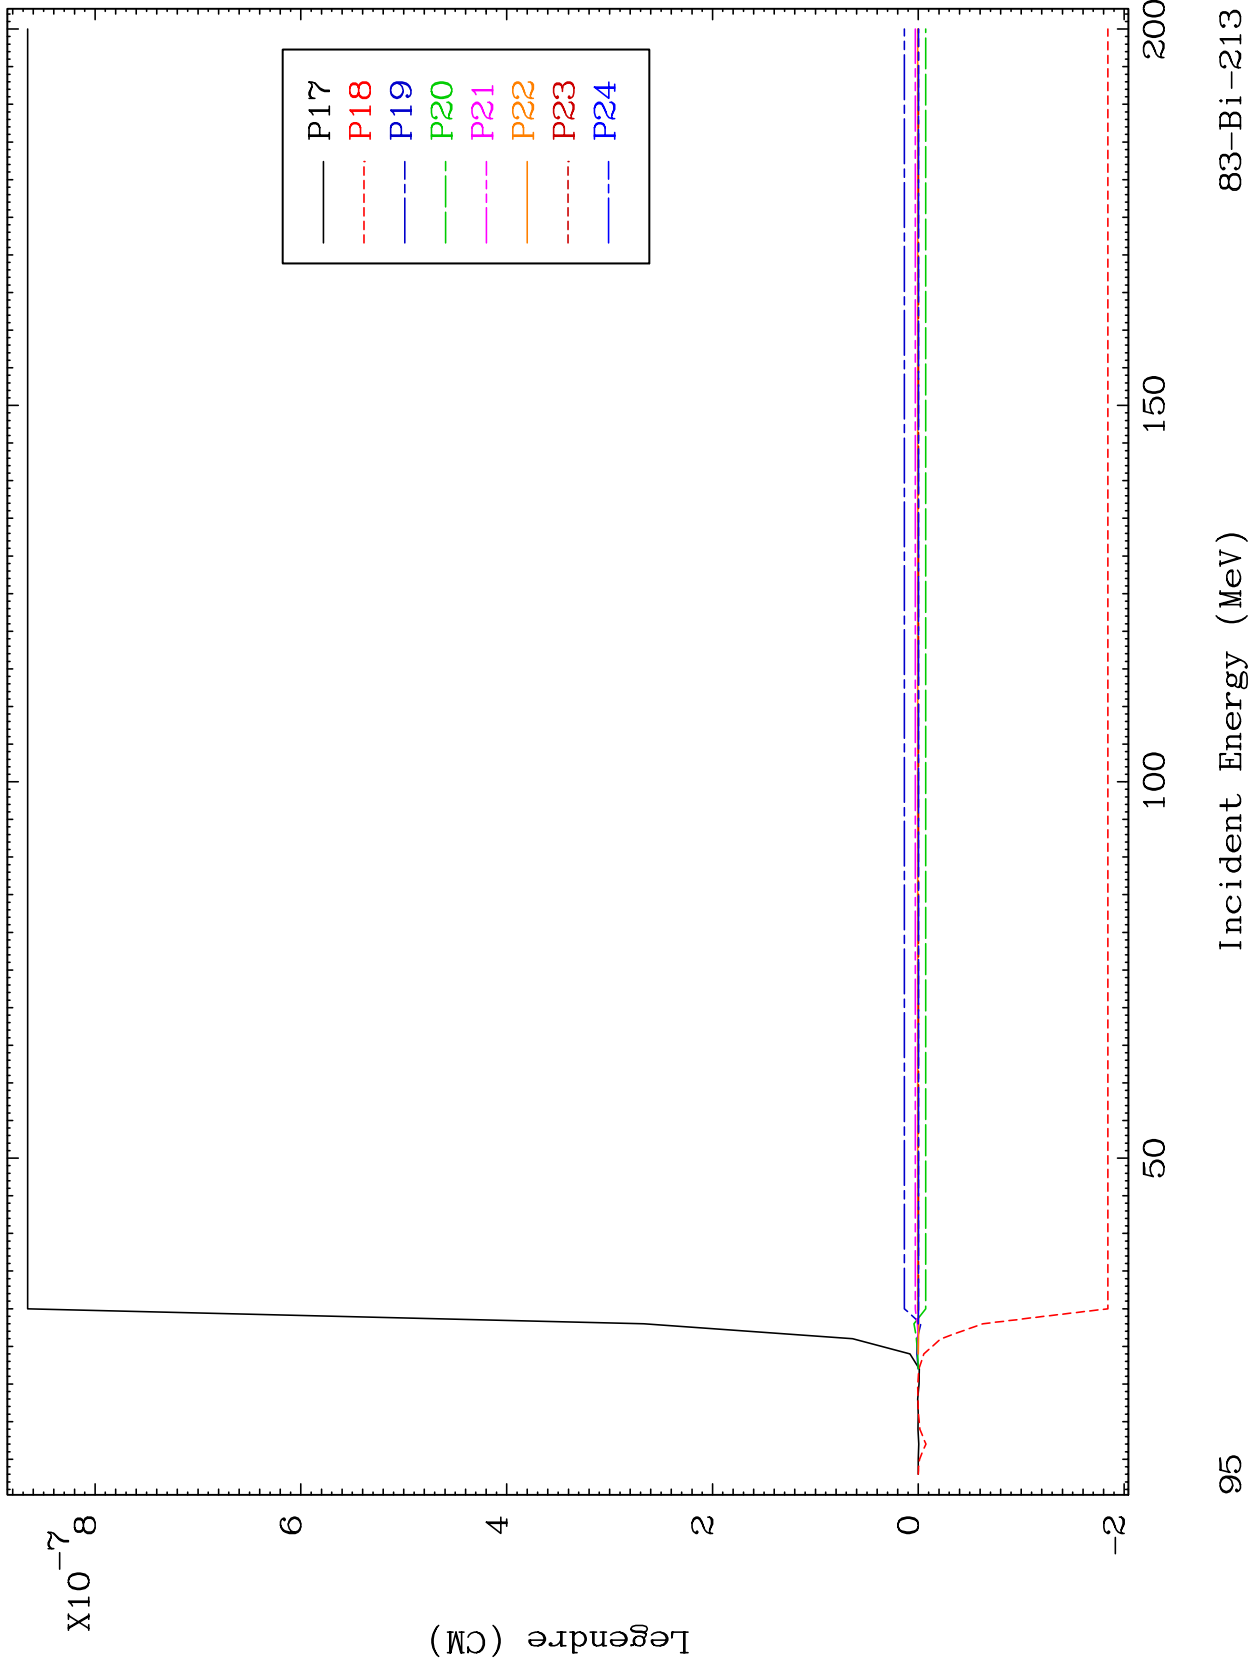 X10-7
8
6
4
2
0
-2
Legendre (CM)
P17
P18
P19
P20
P21
P22
P23
P24
50
100
150
200
Incident Energy (MeV)
95
83-Bi-213